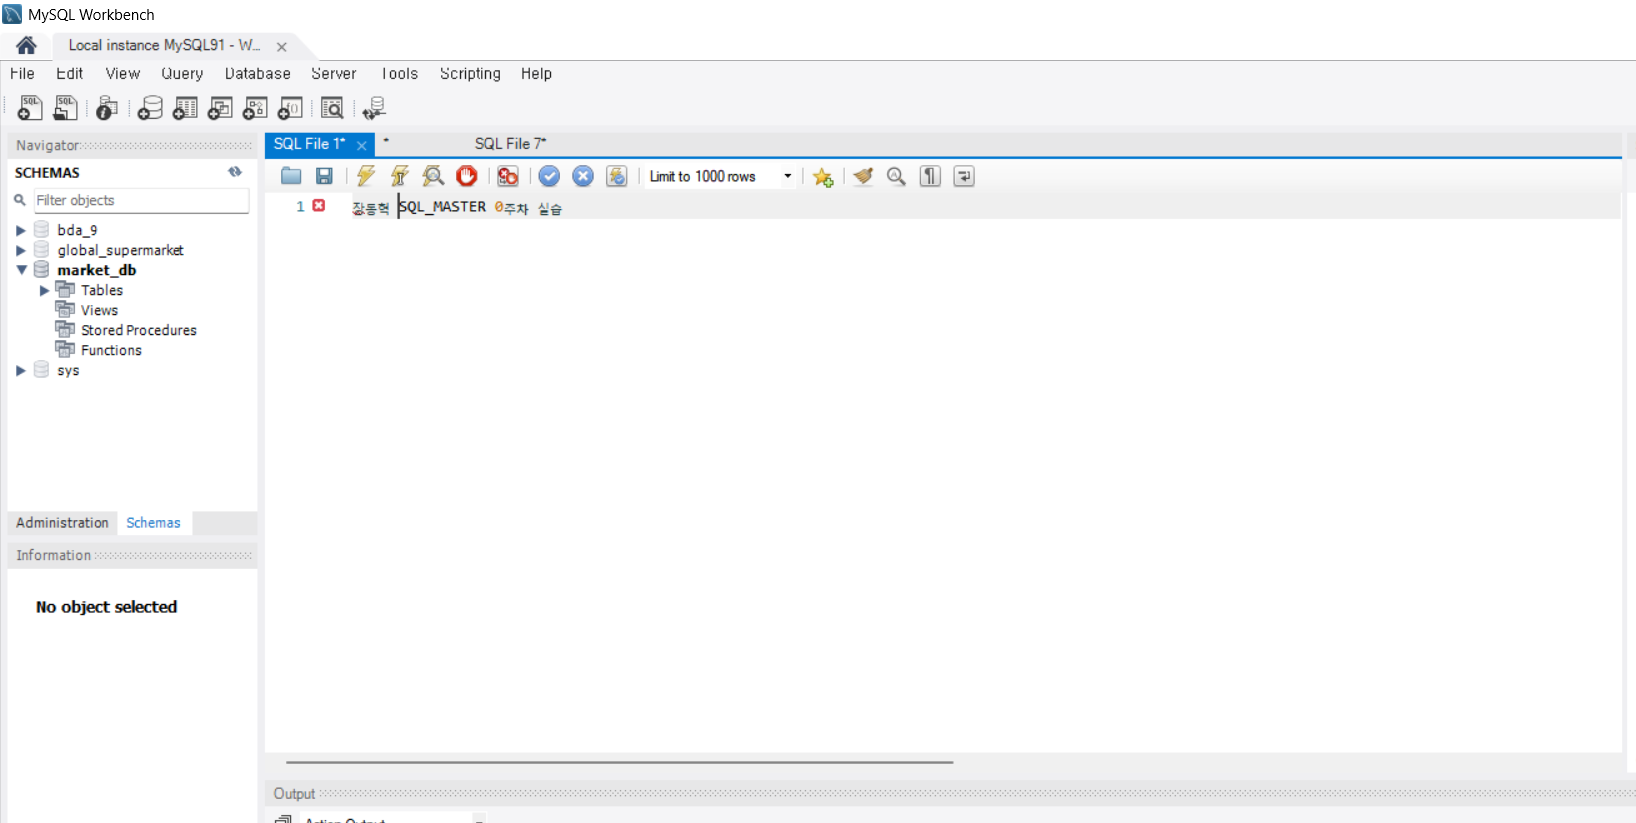 MySQL Workbench
Local instance MySQL91 - W...
File Edit View Query Database Server Tools Scripting Help
Navigator
SCHEMAS
Filter objects
bda_9
global_supermarket
market_db
Tables
Views
Stored Procedures
Functions
sys
Administration Schemas
Information
No object selected
SQL File 1* * SQL File 7*
Limit to 1000 rows
1 장동혁 SQL_MASTER 0주차 실습
Output
Action Output